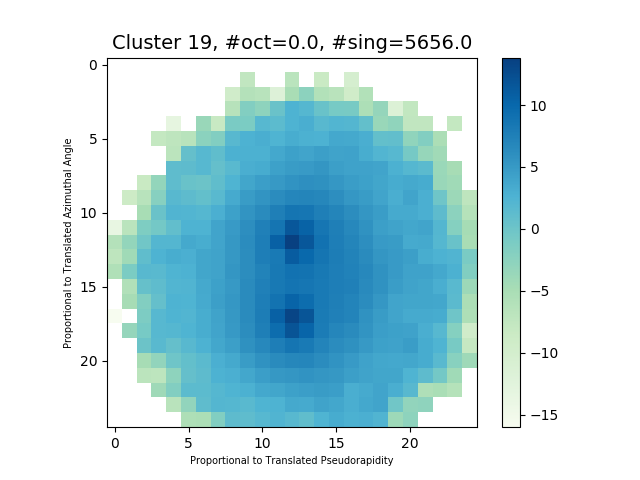 Cluster 19, #oct=0.0, #sing=5656.0
Proportional to Translated Azimuthal Angle
0
5
10
15
20
0 5 10 15 20
Proportional to Translated Pseudorapidity
10
5
0
−5
−10
−15